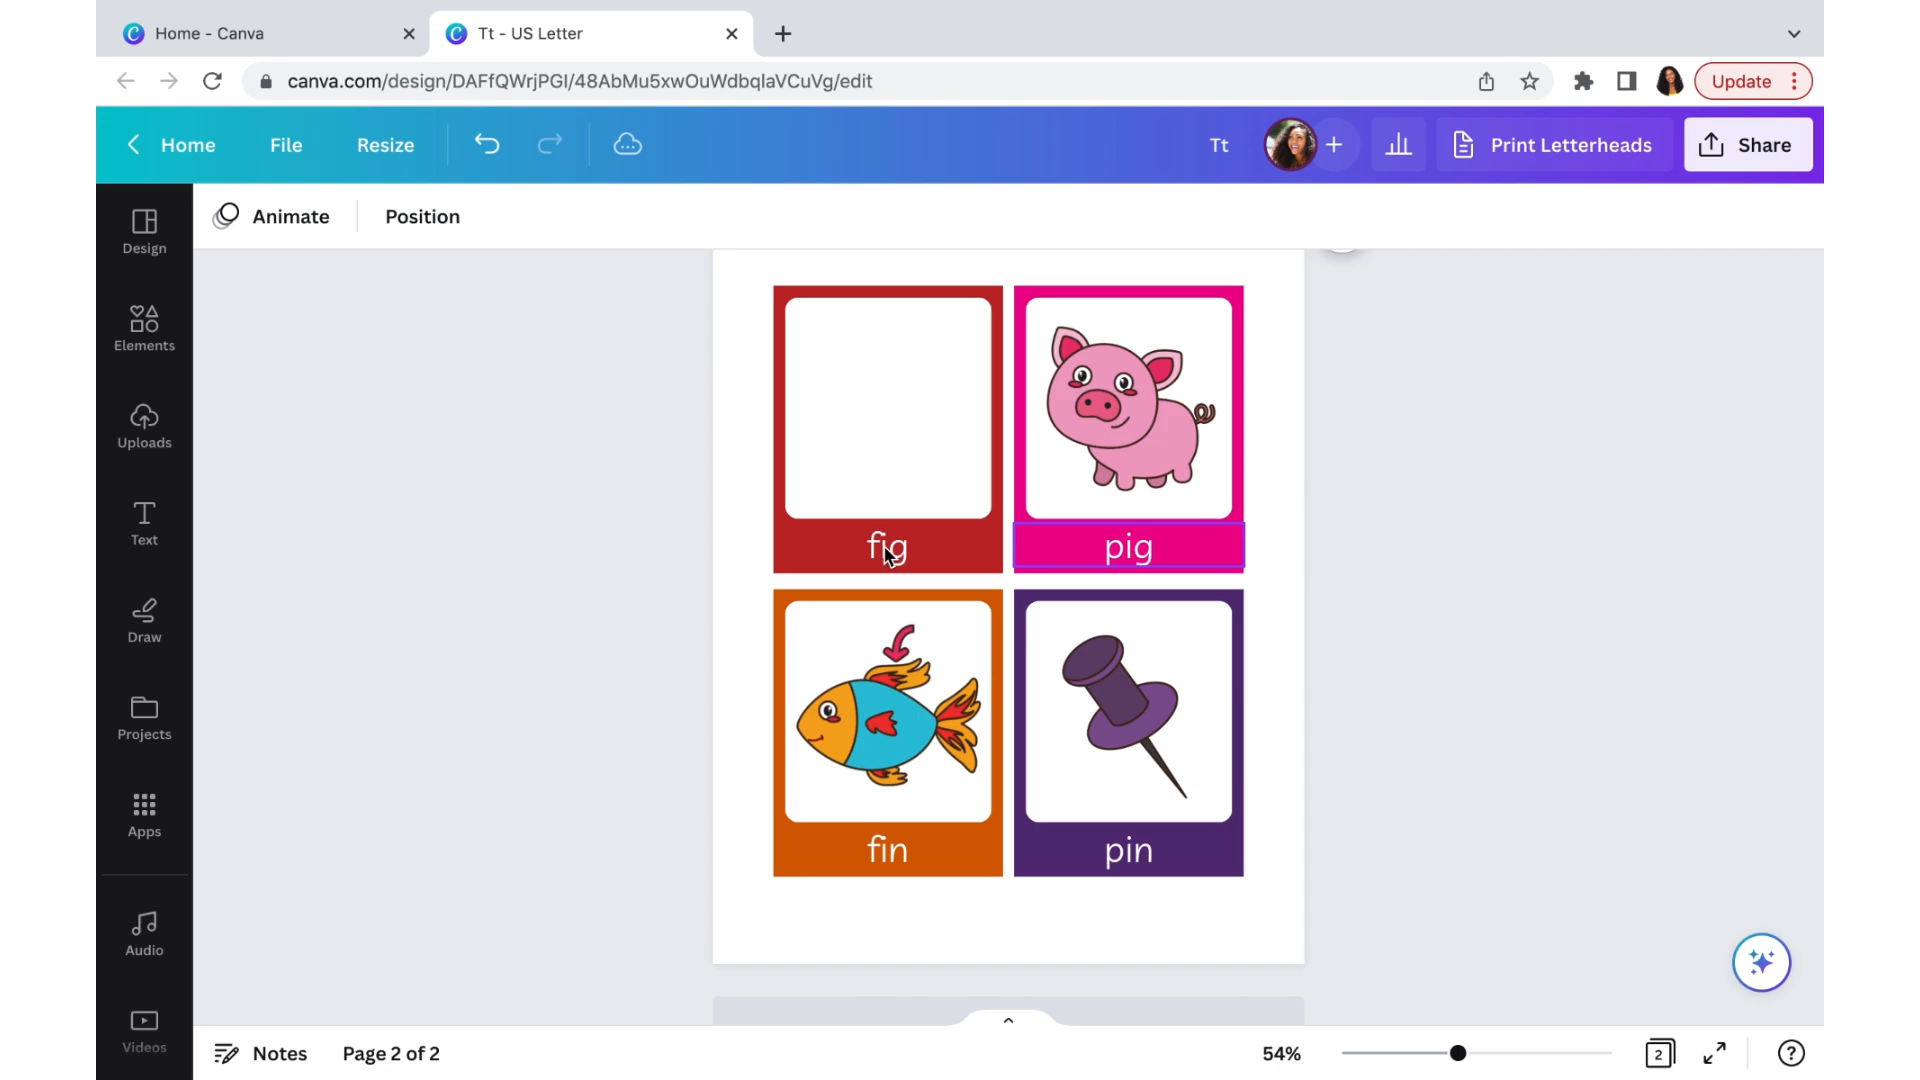 Home - Canva
Tt - US Letter
canva.com/design/DAFfQWrjPGI/48AbMu5xwOuWdbqlaVCuVg/edit
Update
Home
File
Resize
Tt
Print Letterheads
Share
Animate
Position
Design
Elements
Uploads
Text
Draw
Projects
Apps
Audio
Videos
fig
pig
fin
pin
Notes
Page 2 of 2
54%
2